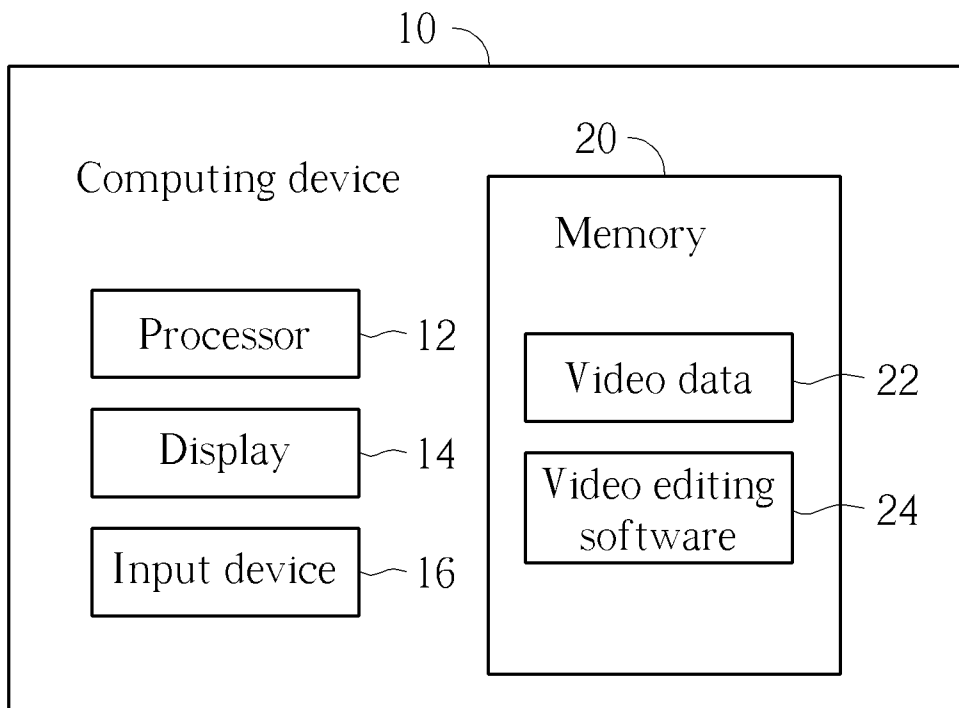 10
Computing device
20
Memory
Processor
12
Display
14
Input device
16
Video data
22
Video editing
software
24